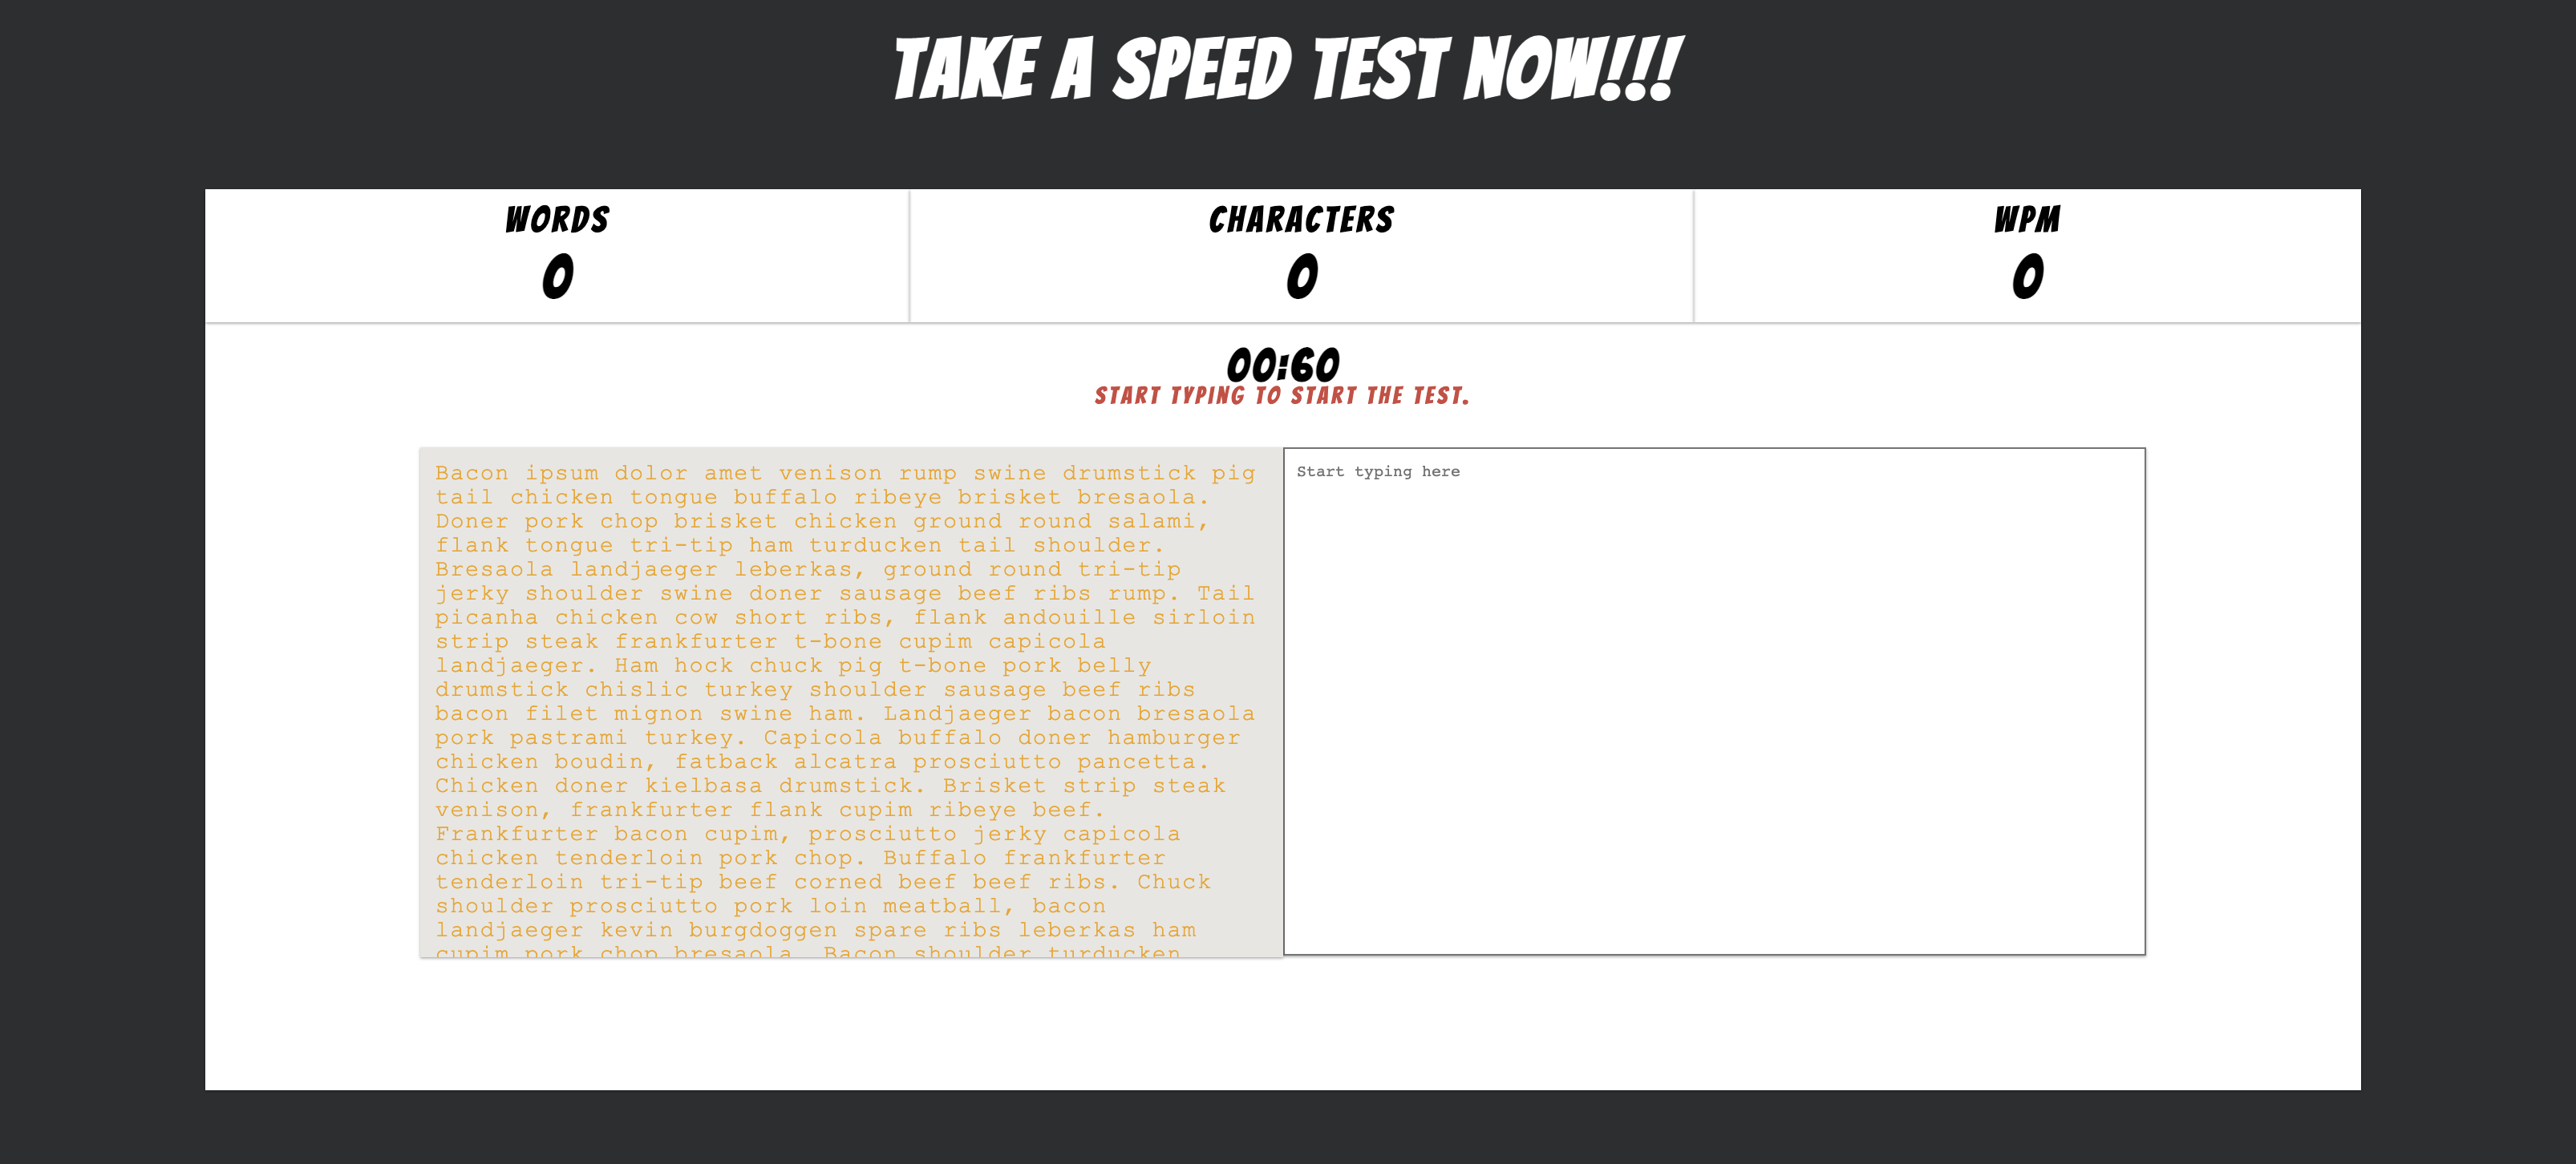 TAKE A SPEED TEST NOW!!!
WORDS
0
CHARACTERS
0
WPM
0
00:60
START TYPING TO START THE TEST.
Bacon ipsum dolor amet venison rump swine drumstick pig
tail chicken tongue buffalo ribeye brisket bresaola.
Doner pork chop brisket chicken ground round salami,
flank tongue tri-tip ham turducken tail shoulder.
Bresaola landjaeger leberkas, ground round tri-tip
jerky shoulder swine doner sausage beef ribs rump. Tail
picanha chicken cow short ribs, flank andouille sirloin
strip steak frankfurter t-bone cupim capicola
landjaeger. Ham hock chuck pig t-bone pork belly
drumstick chislic turkey shoulder sausage beef ribs
bacon filet mignon swine ham. Landjaeger bacon bresaola
pork pastrami turkey. Capicola buffalo doner hamburger
chicken boudin, fatback alcatra prosciutto pancetta.
Chicken doner kielbasa drumstick. Brisket strip steak
venison, frankfurter flank cupim ribeye beef.
Frankfurter bacon cupim, prosciutto jerky capicola
chicken tenderloin pork chop. Buffalo frankfurter
tenderloin tri-tip beef corned beef beef ribs. Chuck
shoulder prosciutto pork loin meatball, bacon
landjaeger kevin burgdoggen spare ribs leberkas ham
cupim pork chop bresaola. Bacon shoulder turducken
Start typing here